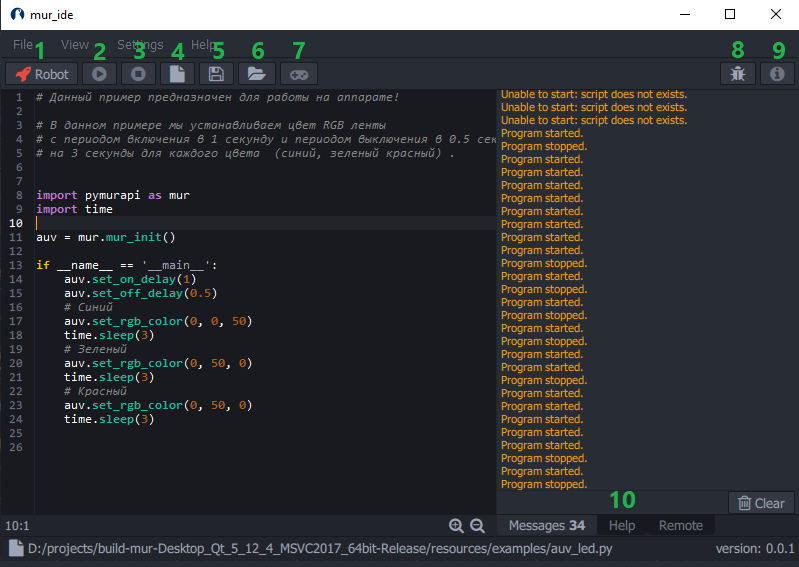 mur_ide
File View Settings Help
1 2 3 4 5 6 7 8 9
Robot
1 # Данный пример предназначен для работы на аппарате!
2
3 # В данном примере мы устанавливаем цвет RGB ленты
4 # с периодом включения в 1 секунду и периодом выключения в 0.5 сек
5 # на 3 секунды для каждого цвета  (синий, зеленый красный) .
6
7
8 import pymurapi as mur
9 import time
10
11 auv = mur.mur_init()
12
13 if __name__ == '__main__':
14 auv.set_on_delay(1)
15 auv.set_off_delay(0.5)
16 # Синий
17 auv.set_rgb_color(0, 0, 50)
18 time.sleep(3)
19 # Зеленый
20 auv.set_rgb_color(0, 50, 0)
21 time.sleep(3)
22 # Красный
23 auv.set_rgb_color(0, 50, 0)
24 time.sleep(3)
25
26
Unable to start: script does not exists.
Unable to start: script does not exists.
Unable to start: script does not exists.
Program started.
Program stopped.
Program started.
Program started.
Program started.
Program started.
Program started.
Program started.
Program started.
Program started.
Program stopped.
Program started.
Program stopped.
Program started.
Program stopped.
Program started.
Program stopped.
Program started.
Program started.
Program stopped.
Program started.
Program started.
Program started.
Program started.
Program started.
Program stopped.
Program started.
Program stopped.
10
Clear
10:1
Messages 34 Help Remote
D:/projects/build-mur-Desktop_Qt_5_12_4_MSVC2017_64bit-Release/resources/examples/auv_led.py
version: 0.0.1